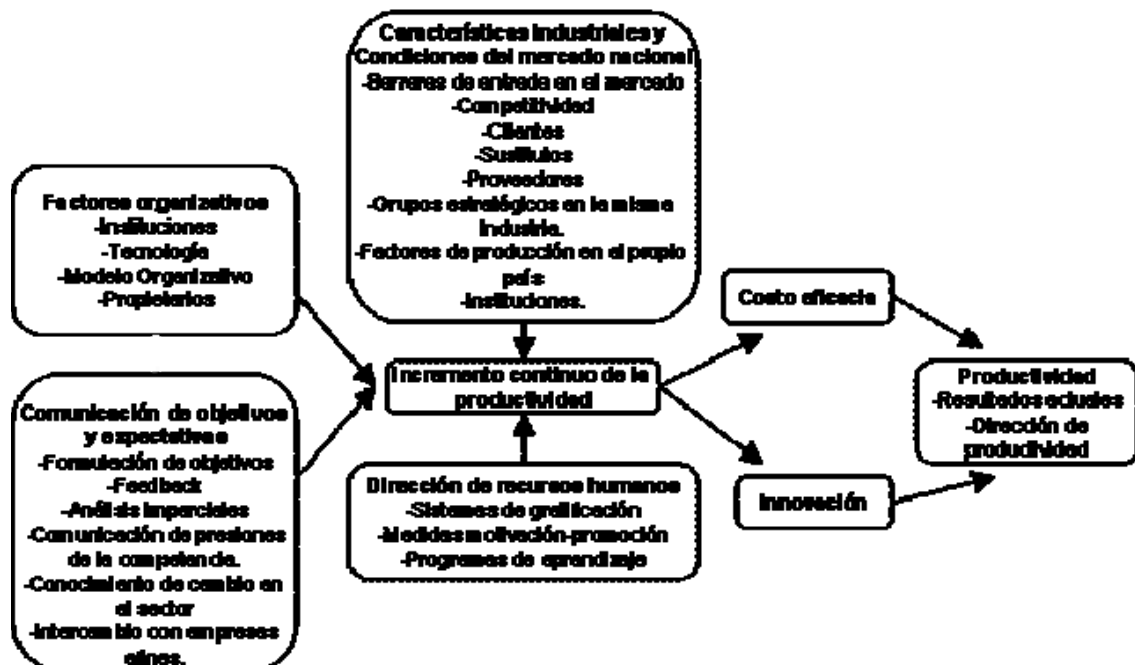 Características Industriales y
Condiciones del mercado nacional
-Barreras de entrada en el mercado
-Competitividad
-Clientes
-Sustitutos
-Proveedores
-Grupos estratégicos en la misma
Industria.
-Factores de producción en el propio
país
-Instituciones.
Factores organizativos
-Instituciones
-Tecnología
-Modelo Organizativo
-Propietarios
Comunicación de objetivos
y expectativas
-Formulación de objetivos
-Feedback
-Análisis imparciales
-Comunicación de presiones
de la competencia.
-Conocimiento de cambio en
el sector
-Intercambio con empresas
afines.
Incremento continuo de la
productividad
Dirección de recursos humanos
-Sistemas de gratificación
-Medidas motivación-promoción
-Programas de aprendizaje
Costo eficacia
Innovación
Productividad
-Resultados actuales
-Dirección de
productividad